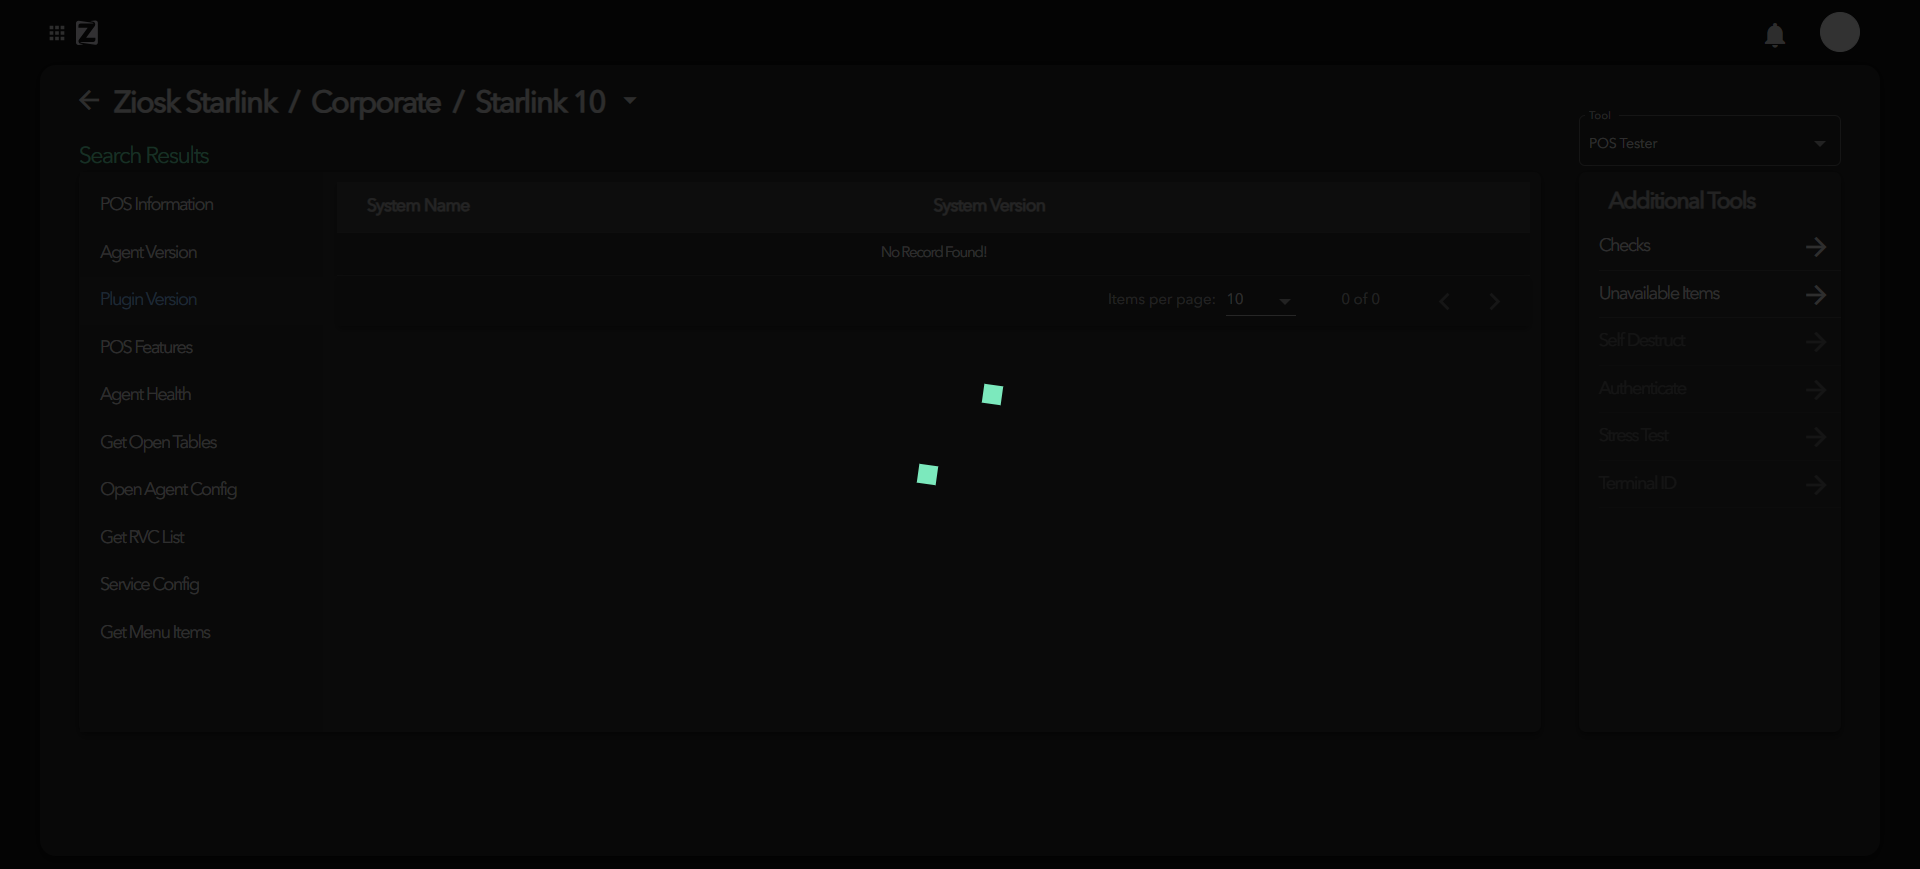 Z
Ziosk Starlink / Corporate / Starlink 10
Search Results
Tool
POS Tester
POS Information
Agent Version
Plugin Version
POS Features
Agent Health
Get Open Tables
Open Agent Config
Get RVC List
Service Config
Get Menu Items
System Name System Version
No Record Found!
Items per page: 10 0 of 0
Additional Tools
Checks
Unavailable Items
Self Destruct
Authenticate
Stress Test
Terminal ID